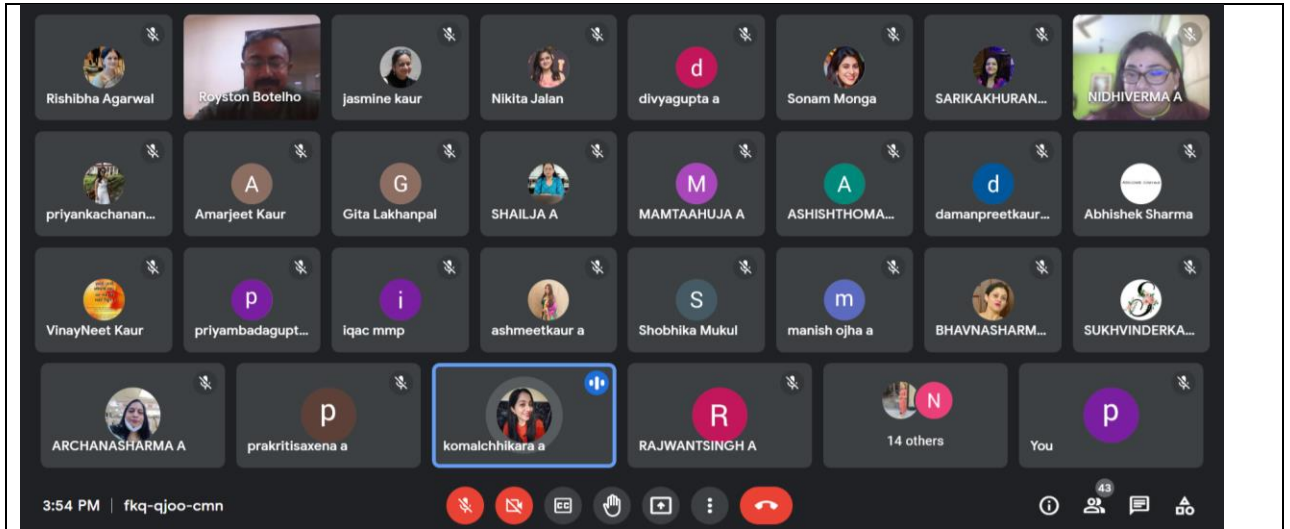 Rishibha Agarwal
Royston Botelho
jasmine kaur
Nikita Jalan
d
divyagupta a
Sonam Monga
SARIKAKHURAN...
NIDHIVERMA A
priyankachanan...
A
Amarjeet Kaur
G
Gita Lakhanpal
SHAILJA A
M
MAMTAAHUJA A
A
ASHISHTHOMA...
d
damanpreetkaur...
Abhishek Sharma
VinayNeet Kaur
p
priyambadagupt...
i
iqac mmp
ashmeetkaur a
S
Shobhika Mukul
m
manish ojha a
BHAVNASHARM...
SUKHVINDERKA...
ARCHANASHARMA A
p
prakritisaxena a
komalchhikara a
R
RAJWANTSINGH A
N
14 others
p
You
3:54 PM | fkq-qjoo-cmn
CC
43